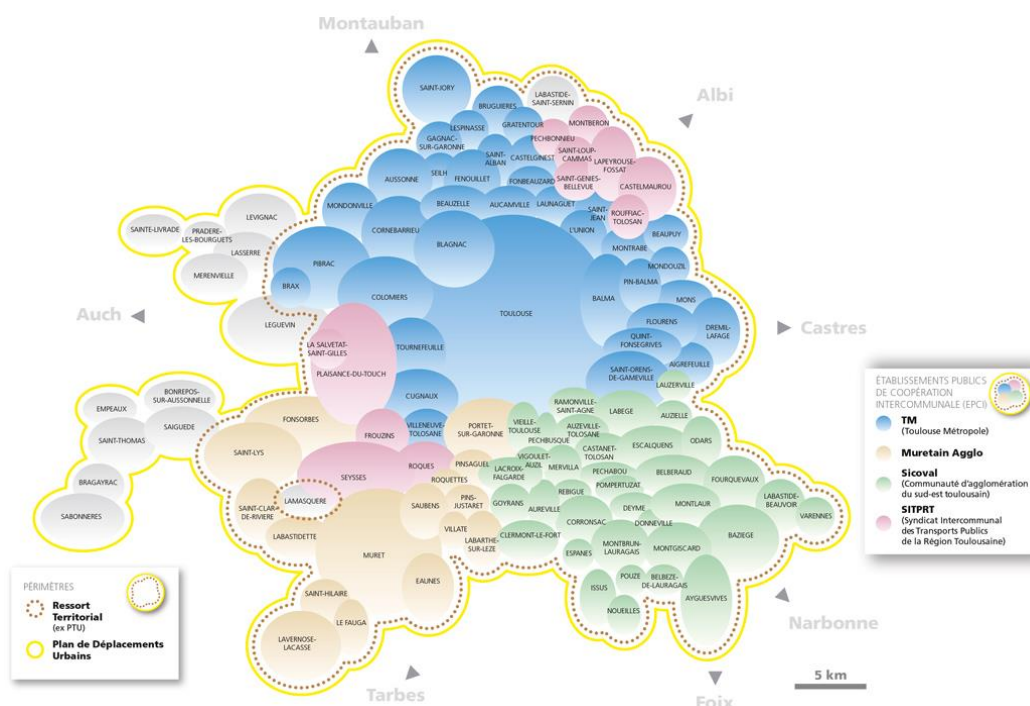 Montauban
Albi
SAINT-JORY
LABASTIDE-
SAINT-SERNIN
BRUGUIERES
LESPINASSE
GRATENTOUR
MONTBERON
PECHBONNIEU
GAGNAC-
SUR-GARONNE
SAINT-
ALBAN
CASTELGINEST
SAINT-LOUP-
CAMMAS
LAPEYROUSE-
FOSSAT
AUSSONNE
SEILH
FENOUILLET
FONBEAUZARD
SAINT-GENIES-
BELLEVUE
CASTELMAUROU
MONDONVILLE
BEAUZELLE
AUCAMVILLE
LAUNAGUET
SAINT-
JEAN
ROUFFIAC-
TOLOSAN
LEVIGNAC
SAINTE-LIVRADE
PRADERE-
LES-BOURGUETS
CORNEBARRIEU
L'UNION
BEAUPUY
LASSERRE
BLAGNAC
MONTRABE
PIBRAC
MONDOUZIL
MERENVIELLE
BRAX
COLOMIERS
BALMA
PIN-BALMA
MONS
Auch
TOULOUSE
LEGUEVIN
FLOURENS
DREMIL-
LAFAGE
Castres
LA SALVETAT-
SAINT-GILLES
TOURNEFEUILLE
QUINT-
FONSEGRIVES
PLAISANCE-DU-TOUCH
SAINT-ORENS
DE-GAMEVILLE
AIGREFEUILLE
LAUZERVILLE
BONREPOS-
SUR-AUSSONNELLE
CUGNAUX
RAMONVILLE-
SAINT-AGNE
LABEGE
EMPEAUX
FONSORBES
VILLENEUVE-
TOLOSANE
PORTET-
SUR-GARONNE
VIEILLE-
TOULOUSE
AUZEVILLE-
TOLOSANE
AUZIELLE
SAIGUEDE
SAINT-THOMAS
FROUZINS
PECHBUSQUE
CASTANET-
TOLOSAN
ESCALQUENS
ODARS
SAINT-LYS
SEYSSES
ROQUES
PINSAGUEL
VIGOULET-
AUZIL
MERVILLA
PECHABOU
BELBERAUD
FOURQUEVAUX
BRAGAYRAC
ROQUETTES
LACROIX-
FALGARDE
POMPERTUZAT
LAMASQUERE
SAUBENS
PINS-
JUSTARET
GOYRANS
REBIGUE
AUREVILLE
DEYME
MONTLAUR
LABASTIDE-
BEAUVOIR
SABONNERES
SAINT-CLAR-
DE-RIVIERE
VARENNES
LABASTIDETTE
VILLATE
LABARTHE-
SUR-LEZE
CLERMONT-LE-FORT
CORRONSAC
DONNEVILLE
BAZIEGE
MURET
MONTBRUN-
LAURAGAIS
MONTGISCARD
ESPANES
EAUNES
ISSUS
POUZE
BELBEZE-
DE-LAURAGAIS
AYGUESVIVES
SAINT-HILAIRE
NOUEILLES
LE FAUGA
LAVERNOSE-
LACASSE
Narbonne
Tarbes
Foix
5 km
PÉRIMÈTRES
Ressort
Territorial
(ex PTU)
Plan de Déplacements
Urbains
ÉTABLISSEMENTS PUBLICS
DE COOPÉRATION
INTERCOMMUNALE (EPCI)
TM
(Toulouse Métropole)
Muretain Agglo
Sicoval
(Communauté d'agglomération
du sud-est toulousain)
SITPRT
(Syndicat Intercommunal
des Transports Publics
de la Région Toulousaine)